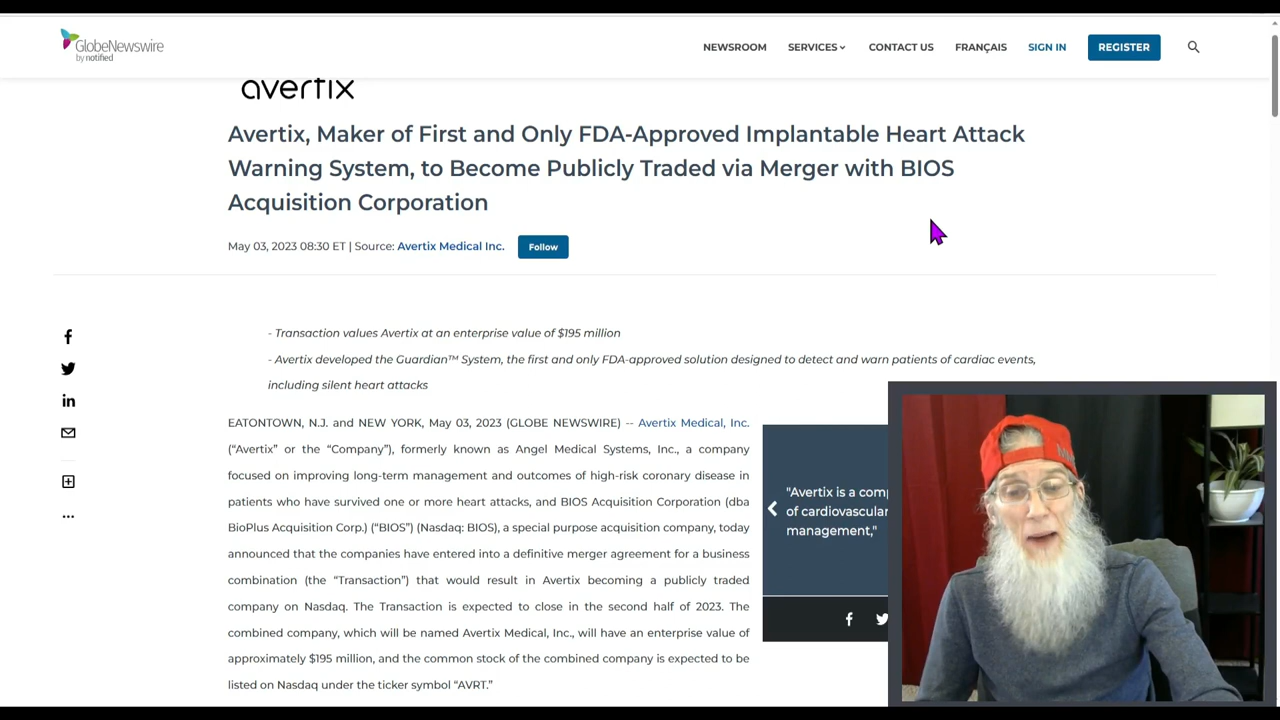 GlobeNewswire
by notified
NEWSROOM SERVICES CONTACT US FRANÇAIS SIGN IN REGISTER
avertix
Avertix, Maker of First and Only FDA-Approved Implantable Heart Attack
Warning System, to Become Publicly Traded via Merger with BIOS
Acquisition Corporation
May 03, 2023 08:30 ET | Source: Avertix Medical Inc. Follow
- Transaction values Avertix at an enterprise value of $195 million
- Avertix developed the Guardian™ System, the first and only FDA-approved solution designed to detect and warn patients of cardiac events,
including silent heart attacks
EATONTOWN, N.J. and NEW YORK, May 03, 2023 (GLOBE NEWSWIRE) -- Avertix Medical, Inc.
(“Avertix” or the “Company”), formerly known as Angel Medical Systems, Inc., a company
focused on improving long-term management and outcomes of high-risk coronary disease in
patients who have survived one or more heart attacks, and BIOS Acquisition Corporation (dba
BioPlus Acquisition Corp.) (“BIOS”) (Nasdaq: BIOS), a special purpose acquisition company, today
announced that the companies have entered into a definitive merger agreement for a business
combination (the “Transaction”) that would result in Avertix becoming a publicly traded
company on Nasdaq. The Transaction is expected to close in the second half of 2023. The
combined company, which will be named Avertix Medical, Inc., will have an enterprise value of
approximately $195 million, and the common stock of the combined company is expected to be
listed on Nasdaq under the ticker symbol “AVRT.”
"Avertix is a comp
of cardiovascular
management,"